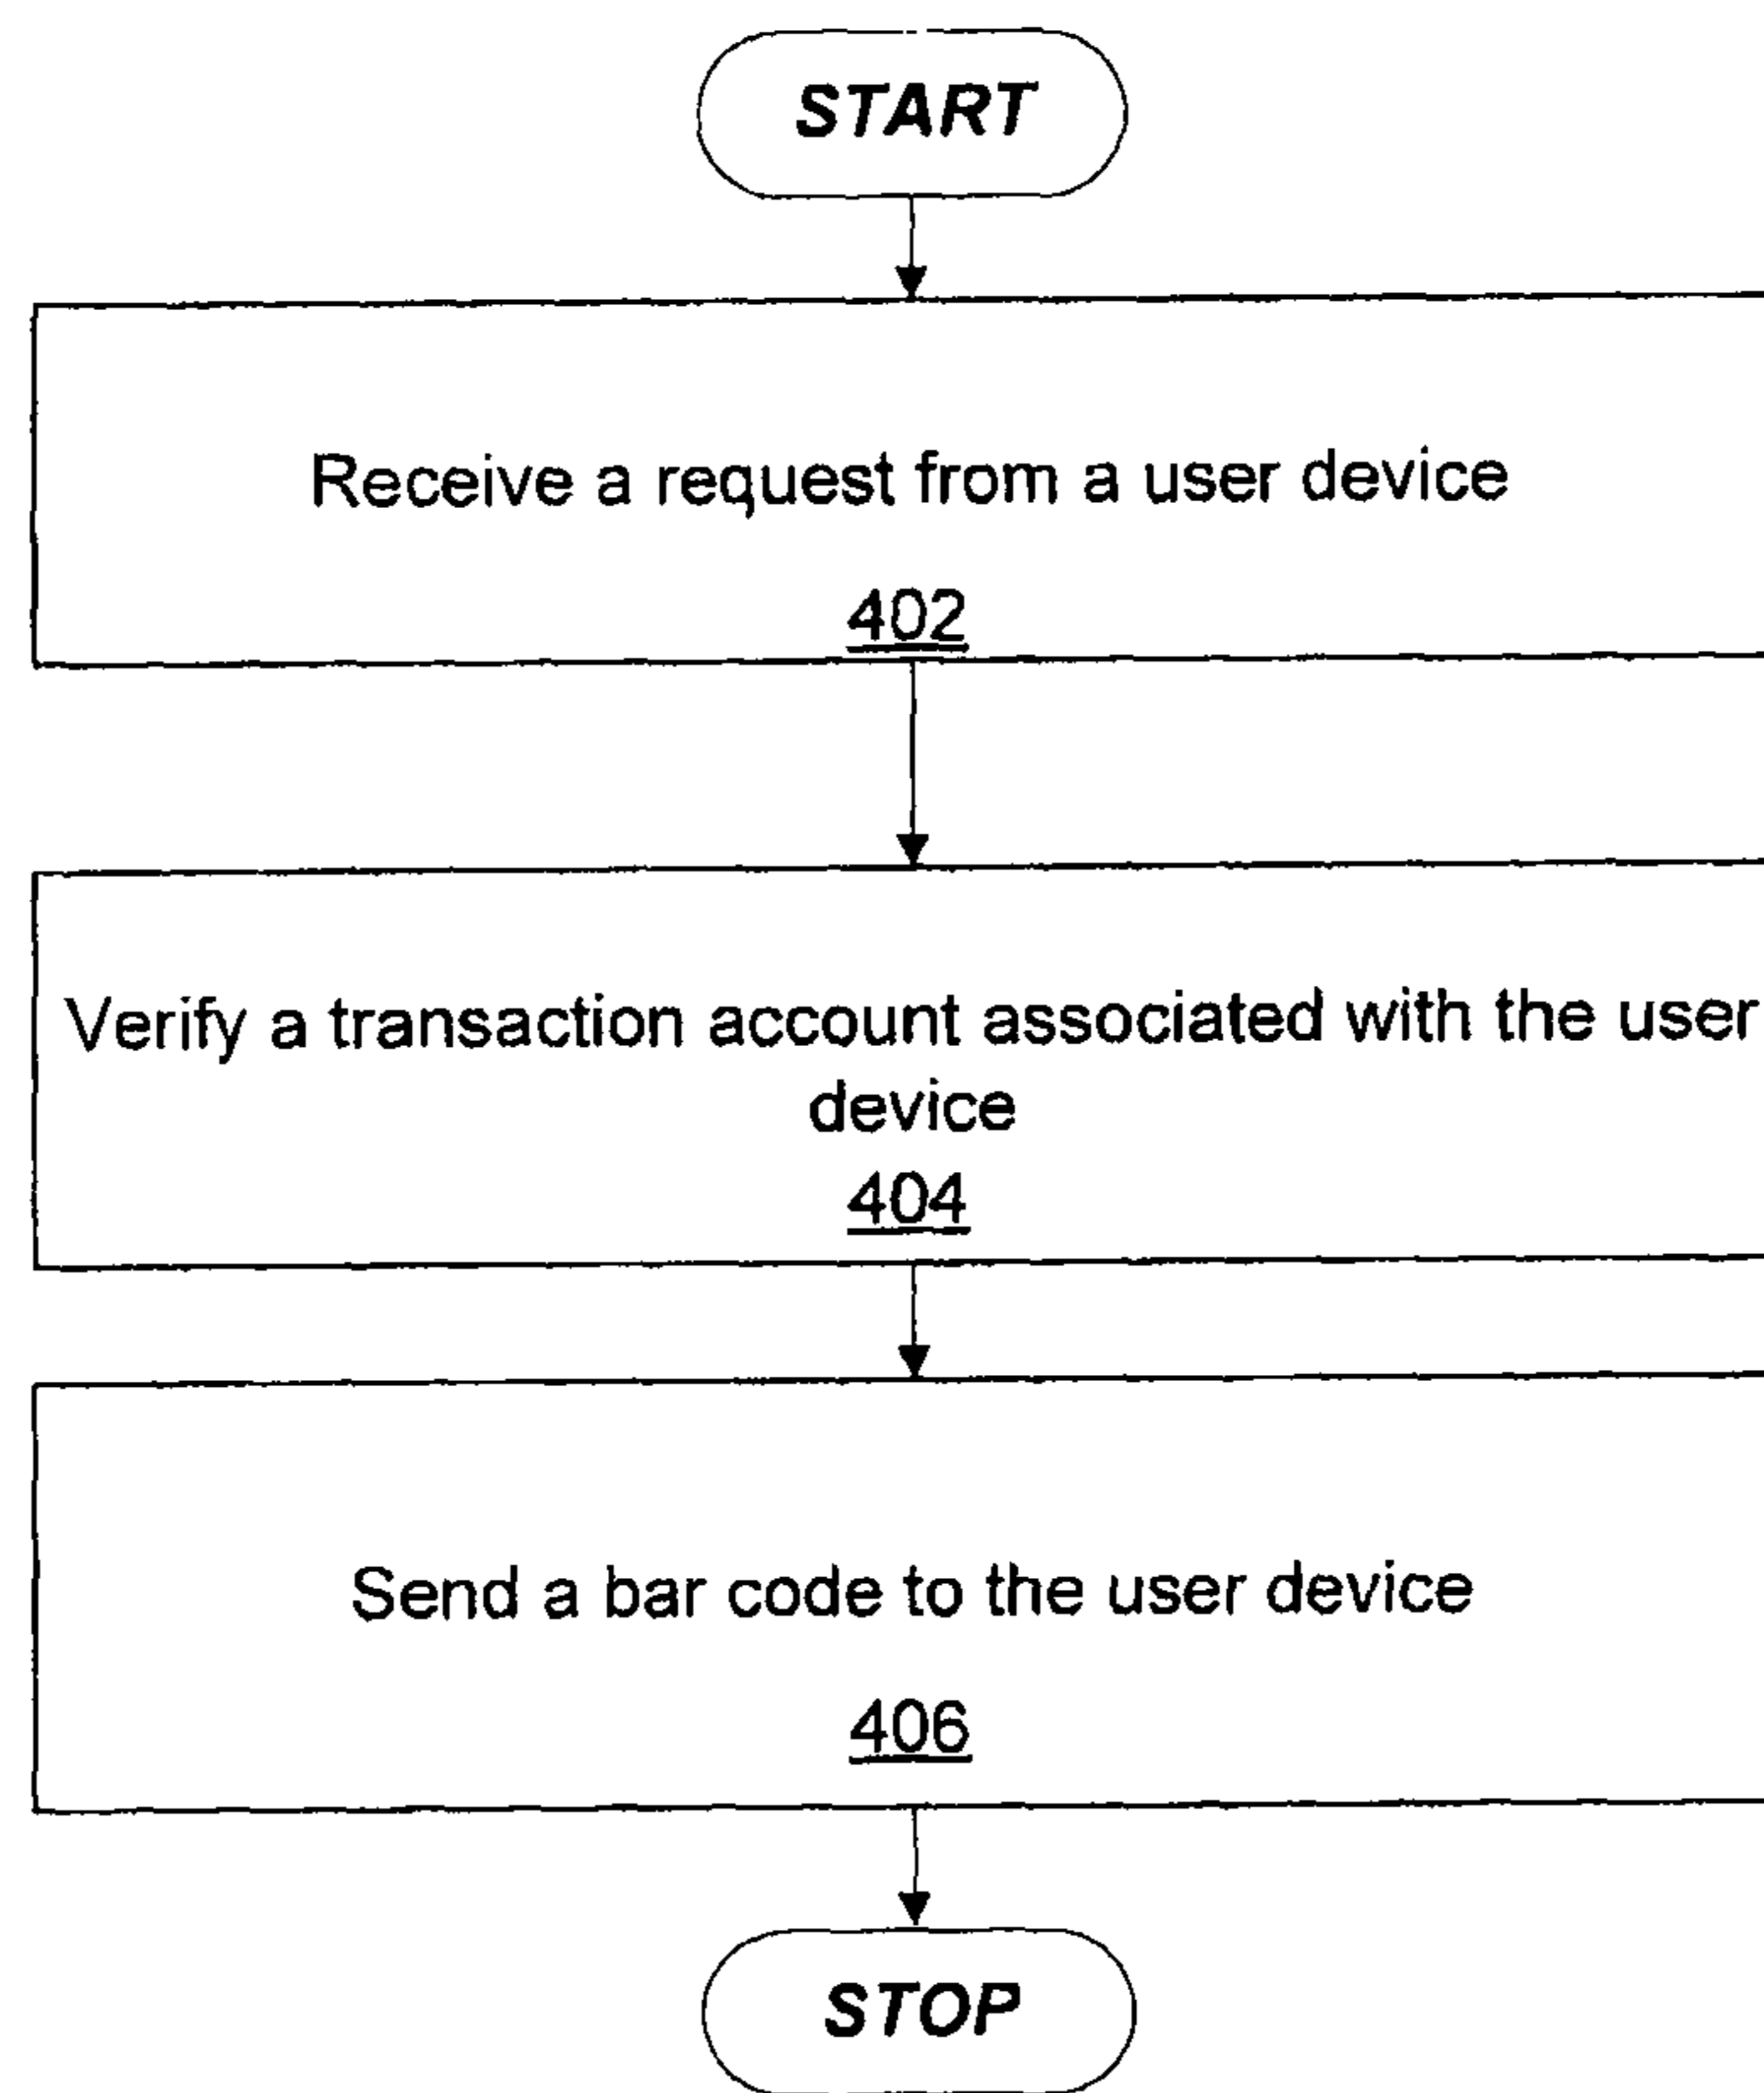 START
Receive a request from a user device
402
Verify a transaction account associated with the user
device
404
Send a bar code to the user device
406
STOP